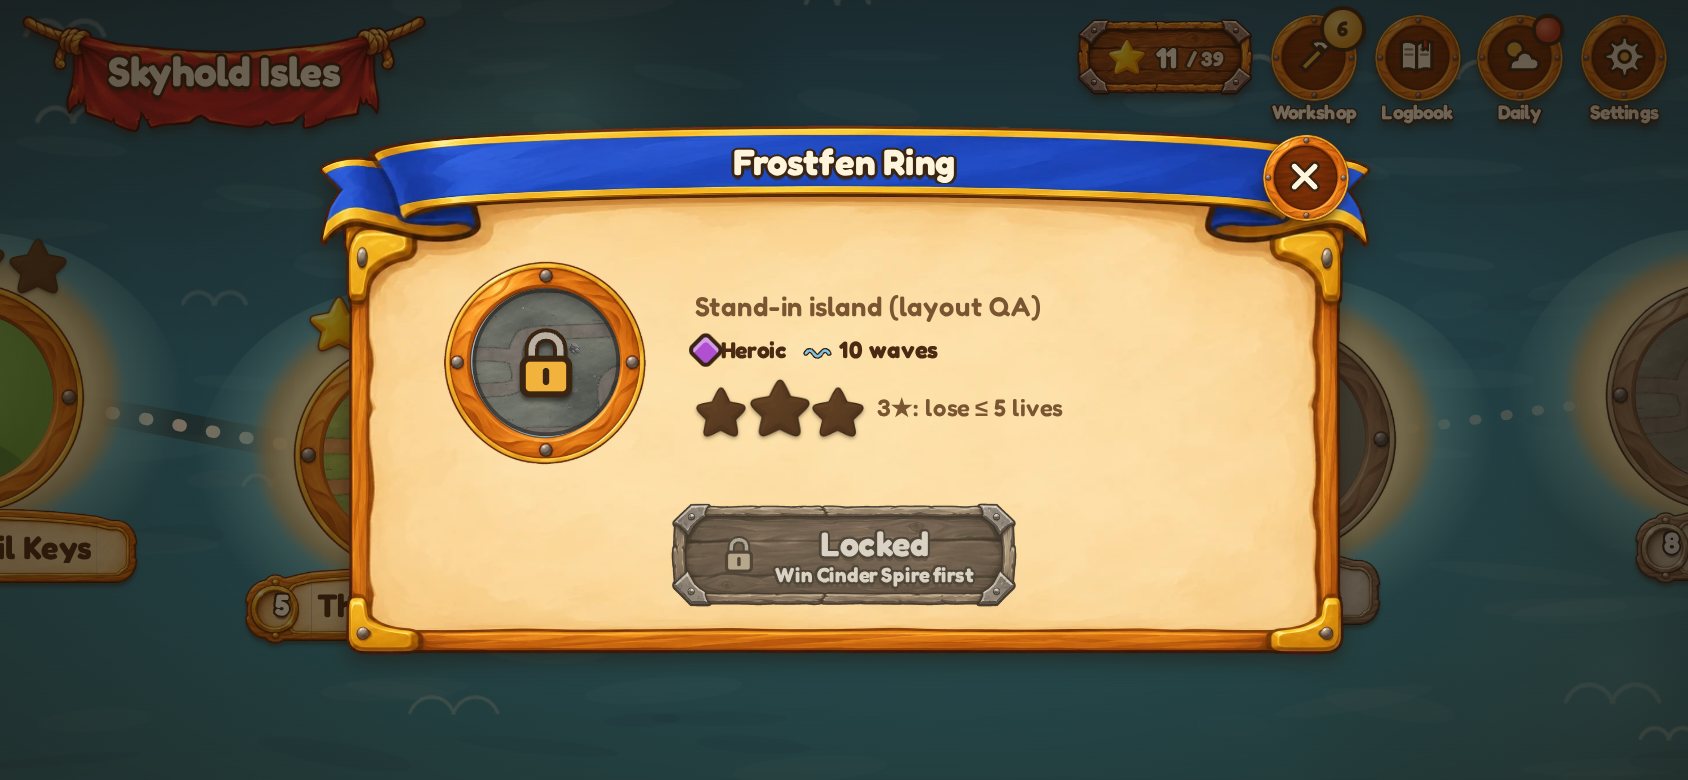 Skyhold Isles
11 / 39
6
Workshop
Logbook
Daily
Settings
Frostfen Ring
Stand-in island (layout QA)
Heroic
10 waves
3★: lose ≤ 5 lives
Locked
Win Cinder Spire first
il Keys
5
Th
8